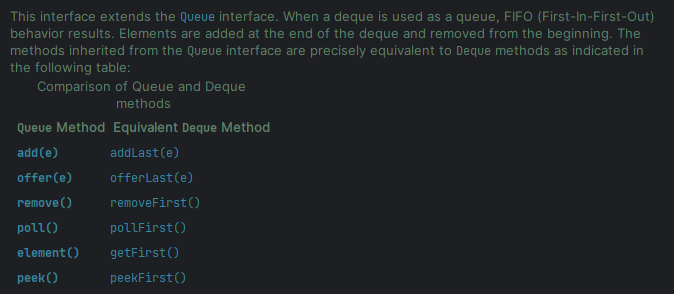 This interface extends the Queue interface. When a deque is used as a queue, FIFO (First-In-First-Out)
behavior results. Elements are added at the end of the deque and removed from the beginning. The
methods inherited from the Queue interface are precisely equivalent to Deque methods as indicated in
the following table:
Comparison of Queue and Deque
methods
Queue Method Equivalent Deque Method
add(e) addLast(e)
offer(e) offerLast(e)
remove() removeFirst()
poll() pollFirst()
element() getFirst()
peek() peekFirst()